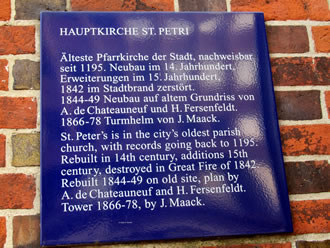 HAUPTKIRCHE ST. PETRI
Älteste Pfarrkirche der Stadt, nachweisbar
seit 1195. Neubau im 14. Jahrhundert,
Erweiterungen im 15. Jahrhundert,
1842 im Stadtbrand zerstört.
1844-49 Neubau auf altem Grundriss von
A. de Chateauneuf und H. Fersenfeldt.
1866-78 Turmhelm von J. Maack.
St. Peter's is in the city's oldest parish
church, with records going back to 1195.
Rebuilt in 14th century, additions 15th
century, destroyed in Great Fire of 1842.
Rebuilt 1844-49 on old site, plan by
A. de Chateauneuf and H. Fersenfeldt.
Tower 1866-78, by J. Maack.